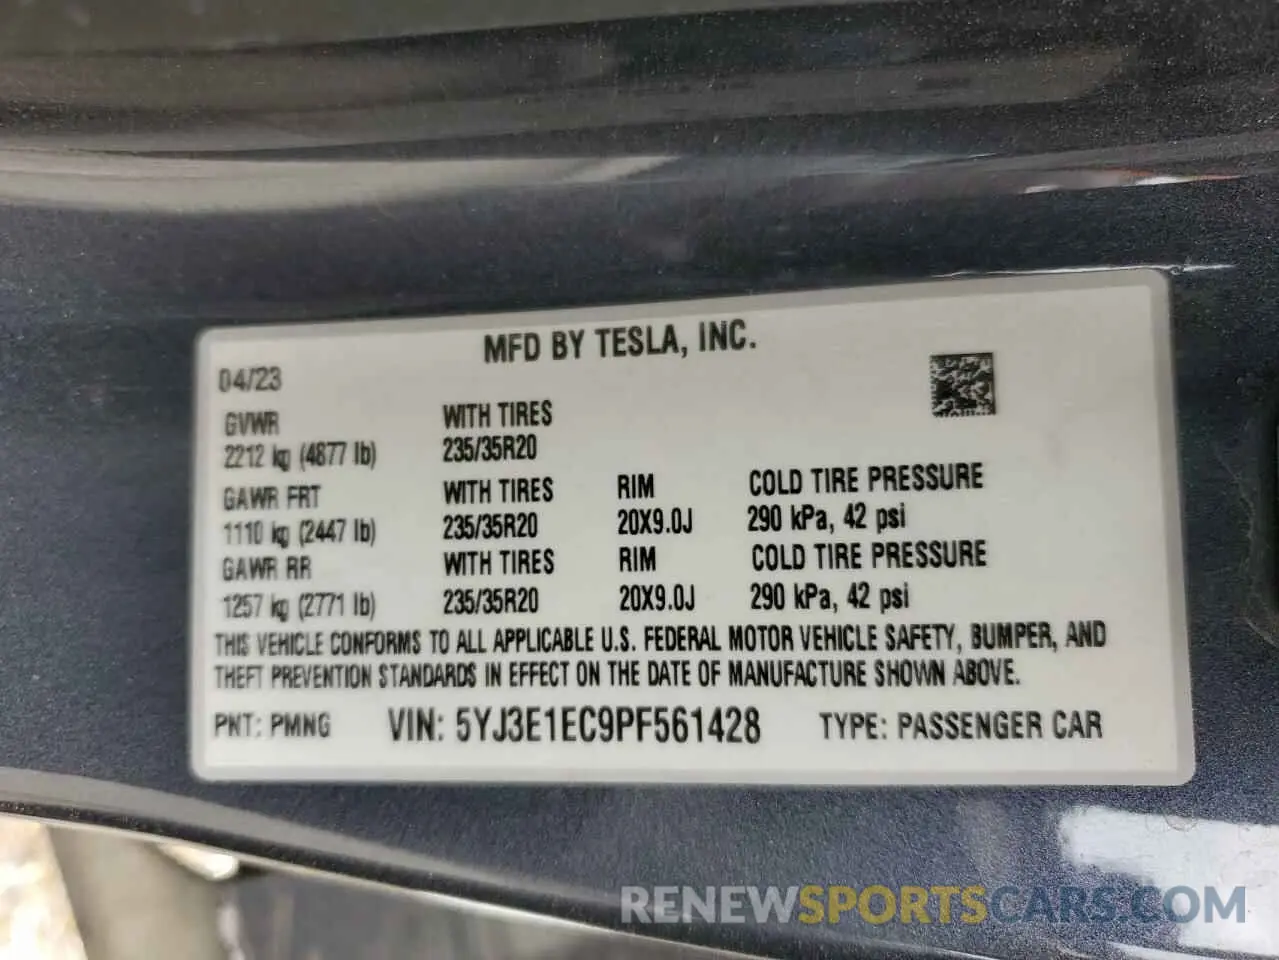 MFD BY TESLA, INC.
04/23
GVWR WITH TIRES
2212 kg (4877 lb) 235/35R20
GAWR FRT WITH TIRES RIM COLD TIRE PRESSURE
1110 kg (2447 lb) 235/35R20 20X9.0J 290 kPa, 42 psi
GAWR RR WITH TIRES RIM COLD TIRE PRESSURE
1257 kg (2771 lb) 235/35R20 20X9.0J 290 kPa, 42 psi
THIS VEHICLE CONFORMS TO ALL APPLICABLE U.S. FEDERAL MOTOR VEHICLE SAFETY, BUMPER, AND
THEFT PREVENTION STANDARDS IN EFFECT ON THE DATE OF MANUFACTURE SHOWN ABOVE.
PNT: PMNG VIN: 5YJ3E1EC9PF561428 TYPE: PASSENGER CAR
RENEWSPORTSCARS.COM